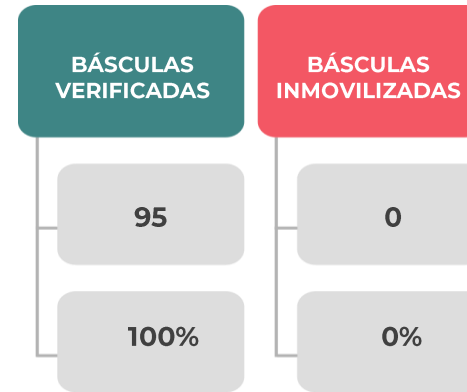 BÁSCULAS
VERIFICADAS
95
100%
BÁSCULAS
INMOVILIZADAS
0
0%